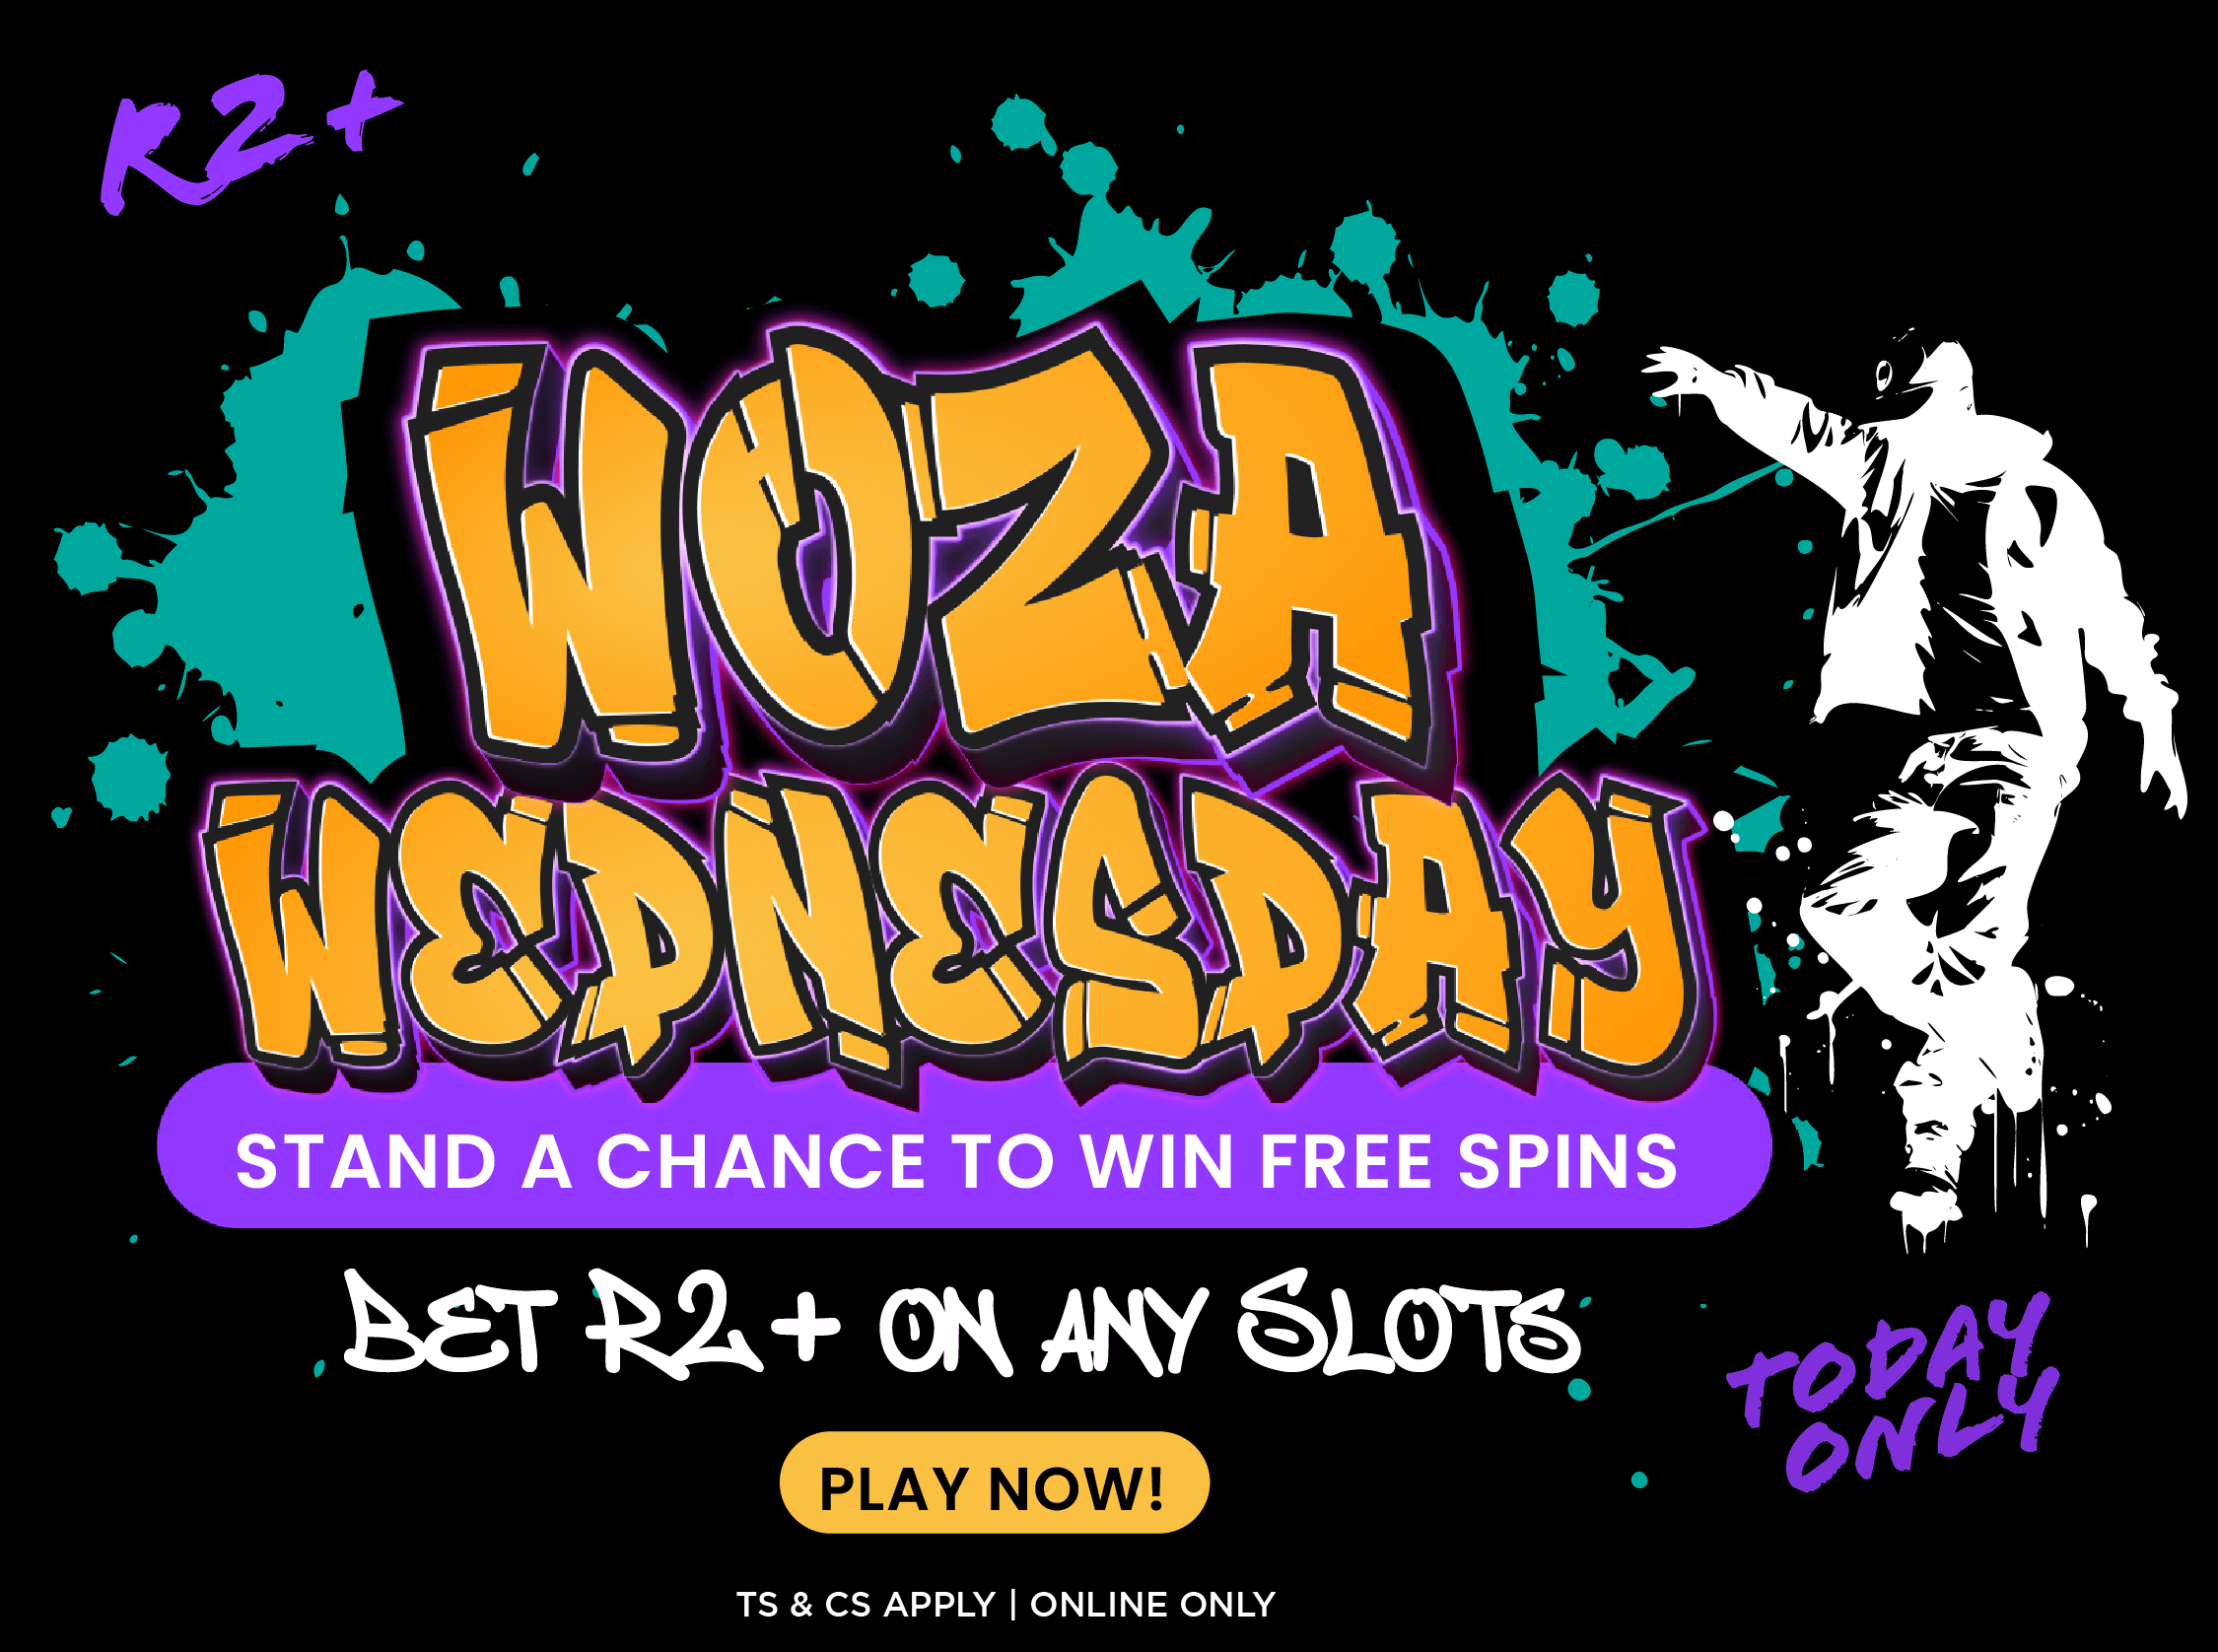 R2+
WOZA
WEDNESDAY
STAND A CHANCE TO WIN FREE SPINS
BET R2 + ON ANY SLOTS
TODAY
ONLY
PLAY NOW!
TS & CS APPLY | ONLINE ONLY